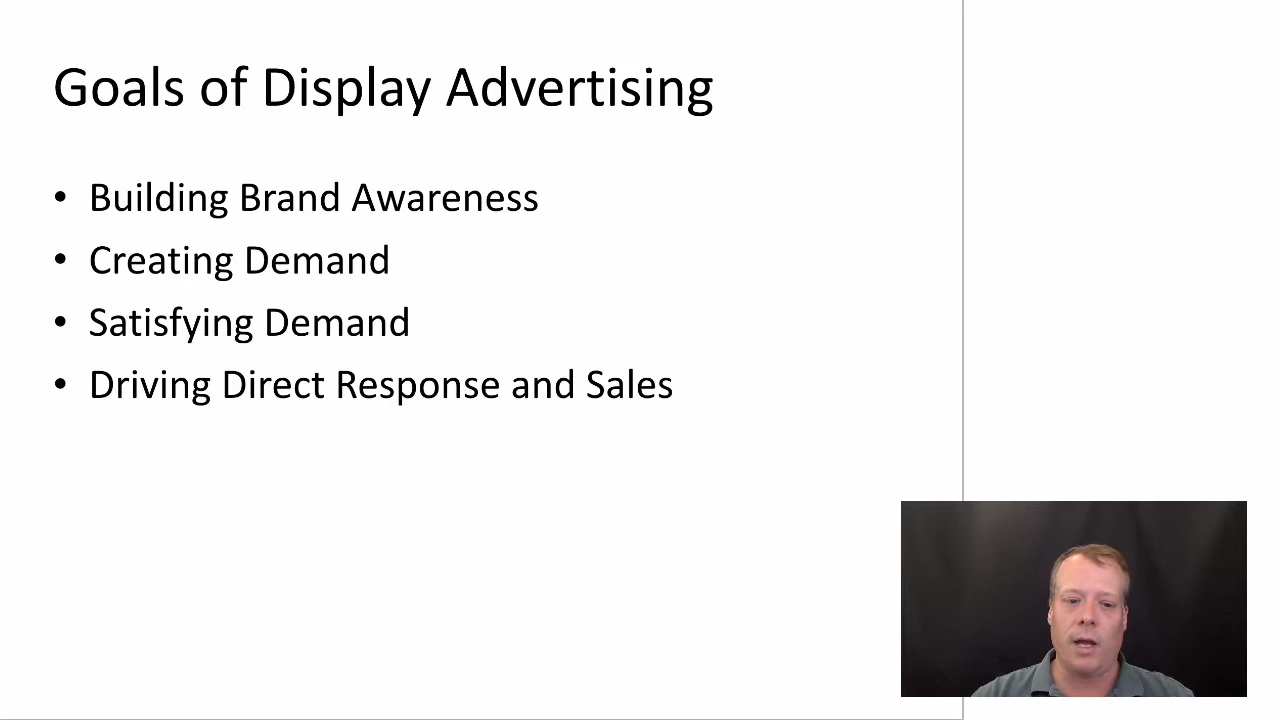 Goals of Display Advertising
• Building Brand Awareness
• Creating Demand
• Satisfying Demand
• Driving Direct Response and Sales